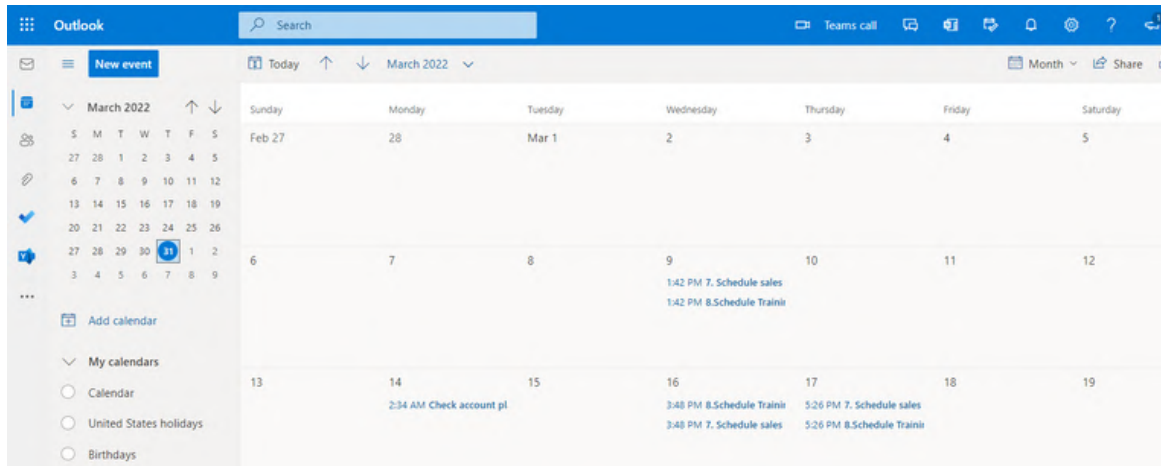 Outlook
Search
Teams call
New event
Today
March 2022
Month
Share
March 2022
S M T W T F S
27 28 1 2 3 4 5
6 7 8 9 10 11 12
13 14 15 16 17 18 19
20 21 22 23 24 25 26
27 28 29 30 31 1 2
3 4 5 6 7 8 9
Add calendar
My calendars
Calendar
United States holidays
Birthdays
Sunday Monday Tuesday Wednesday Thursday Friday Saturday
Feb 27 28 Mar 1 2 3 4 5
6 7 8 9 10 11 12
1:42 PM 7. Schedule sales
1:42 PM 8.Schedule Trainin
13 14 15 16 17 18 19
2:34 AM Check account pl
3:48 PM 8.Schedule Trainin
3:48 PM 7. Schedule sales
5:26 PM 7. Schedule sales
5:26 PM 8.Schedule Trainin